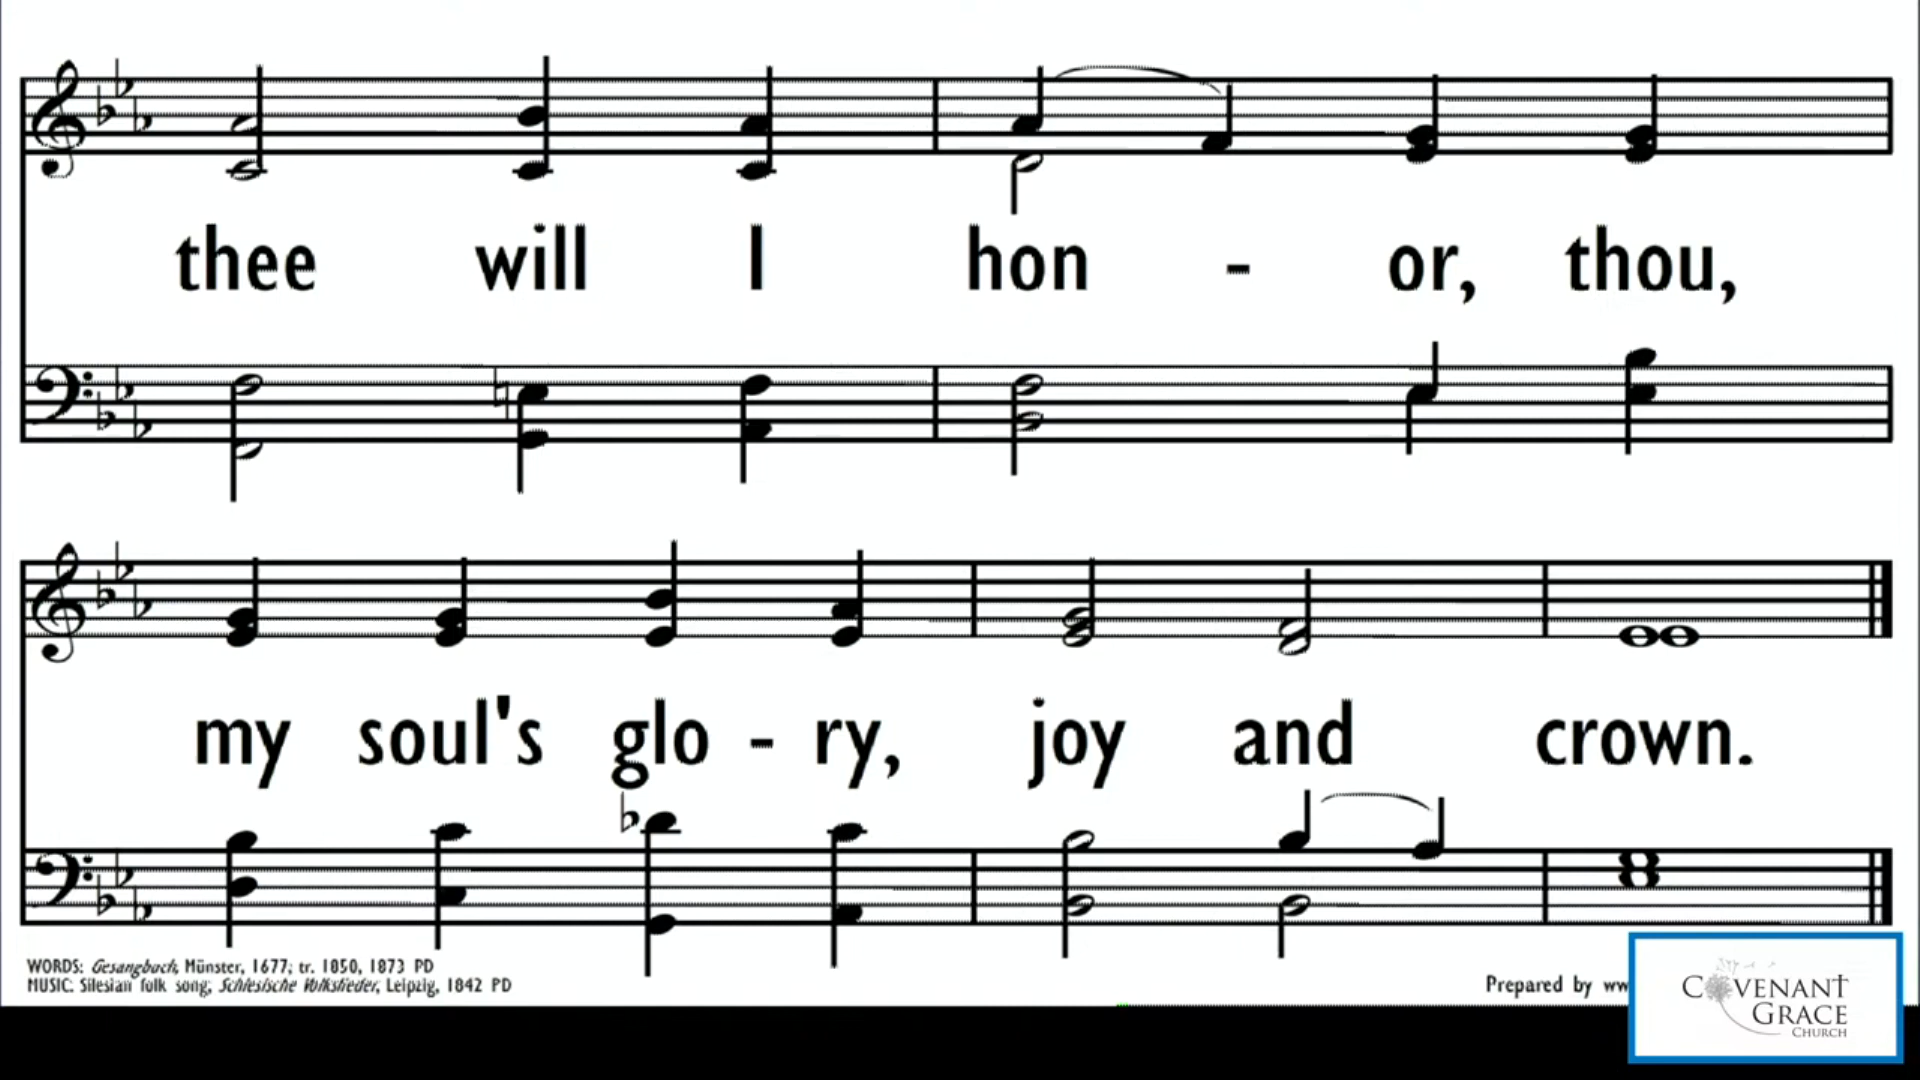 thee will I hon - or, thou,
my soul's glo - ry, joy and crown.
WORDS: Gesangbuch, Münster, 1677; tr. 1850, 1873 PD
MUSIC: Silesian folk song; Schlesische Volkslieder, Leipzig, 1842 PD
Prepared by ww
COVENANT
GRACE
CHURCH